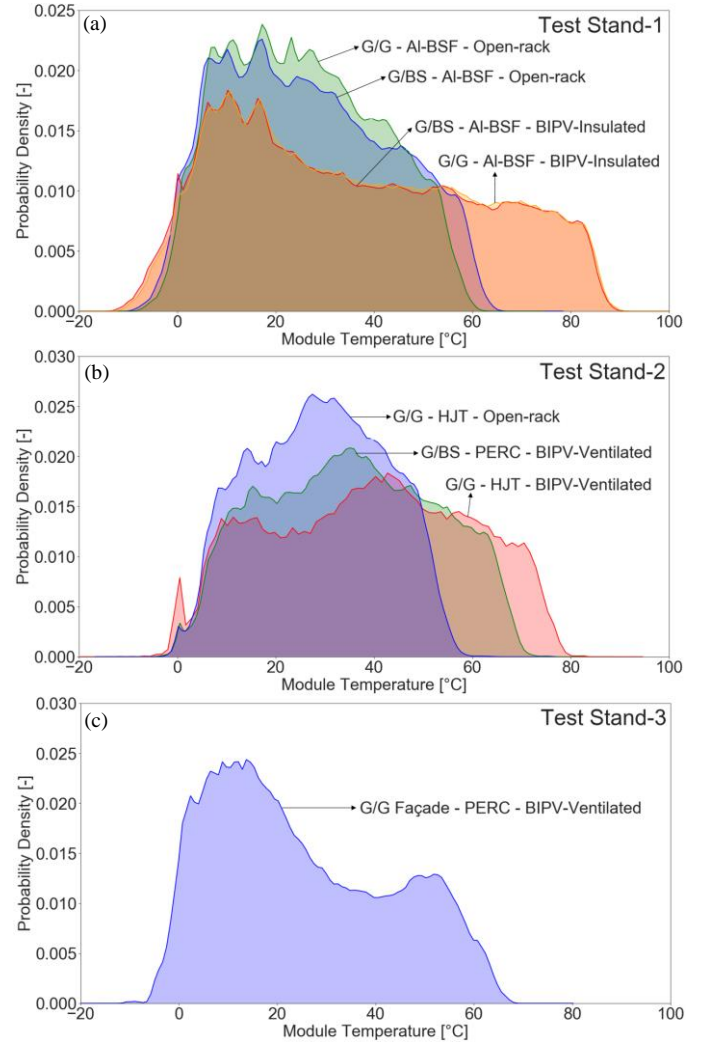 (a)
Test Stand-1
G/G - Al-BSF - Open-rack
G/BS - Al-BSF - Open-rack
G/BS - Al-BSF - BIPV-Insulated
G/G - Al-BSF - BIPV-Insulated
Probability Density [-]
0.025
0.020
0.015
0.010
0.005
0.000
−20 0 20 40 60 80 100
Module Temperature [°C]
(b)
Test Stand-2
G/G - HJT - Open-rack
G/BS - PERC - BIPV-Ventilated
G/G - HJT - BIPV-Ventilated
Probability Density [-]
0.030
0.025
0.020
0.015
0.010
0.005
0.000
−20 0 20 40 60 80 100
Module Temperature [°C]
(c)
Test Stand-3
G/G Façade - PERC - BIPV-Ventilated
Probability Density [-]
0.030
0.025
0.020
0.015
0.010
0.005
0.000
−20 0 20 40 60 80 100
Module Temperature [°C]